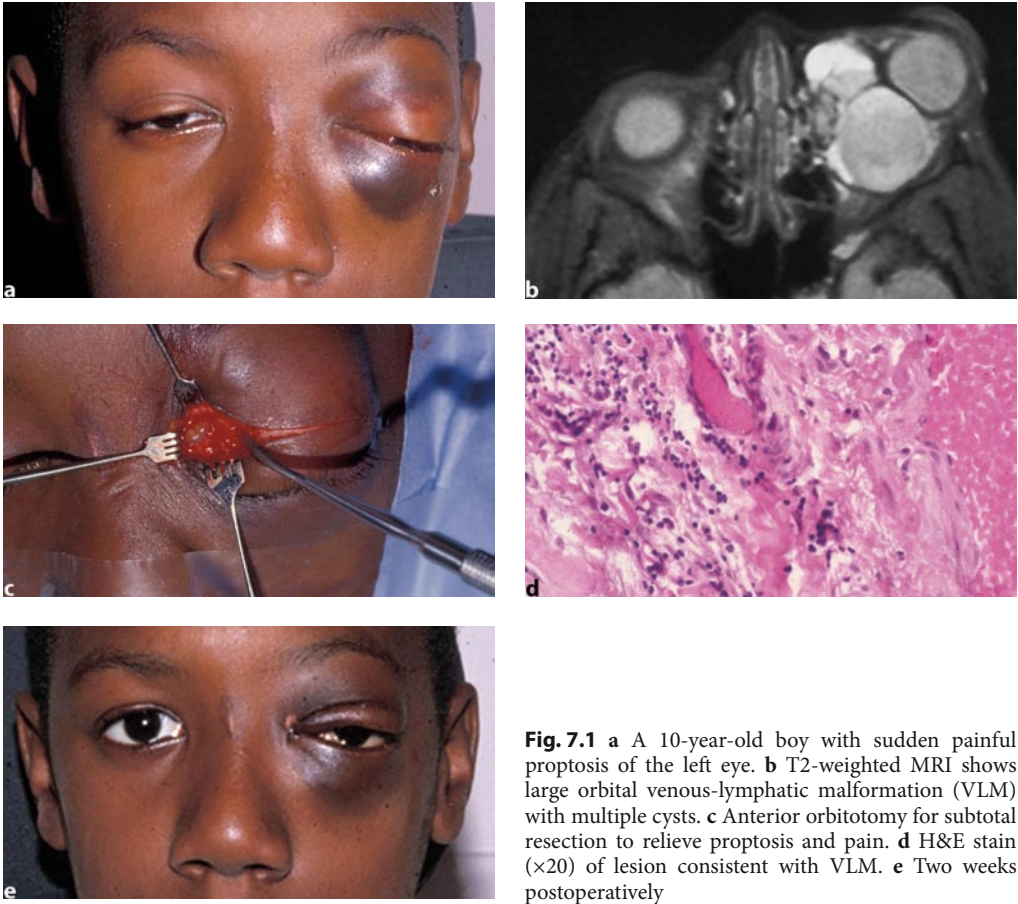 a
b
c
d
e
Fig. 7.1 a A 10-year-old boy with sudden painful
proptosis of the left eye. b T2-weighted MRI shows
large orbital venous-lymphatic malformation (VLM)
with multiple cysts. c Anterior orbitotomy for subtotal
resection to relieve proptosis and pain. d H&E stain
(×20) of lesion consistent with VLM. e Two weeks
postoperatively